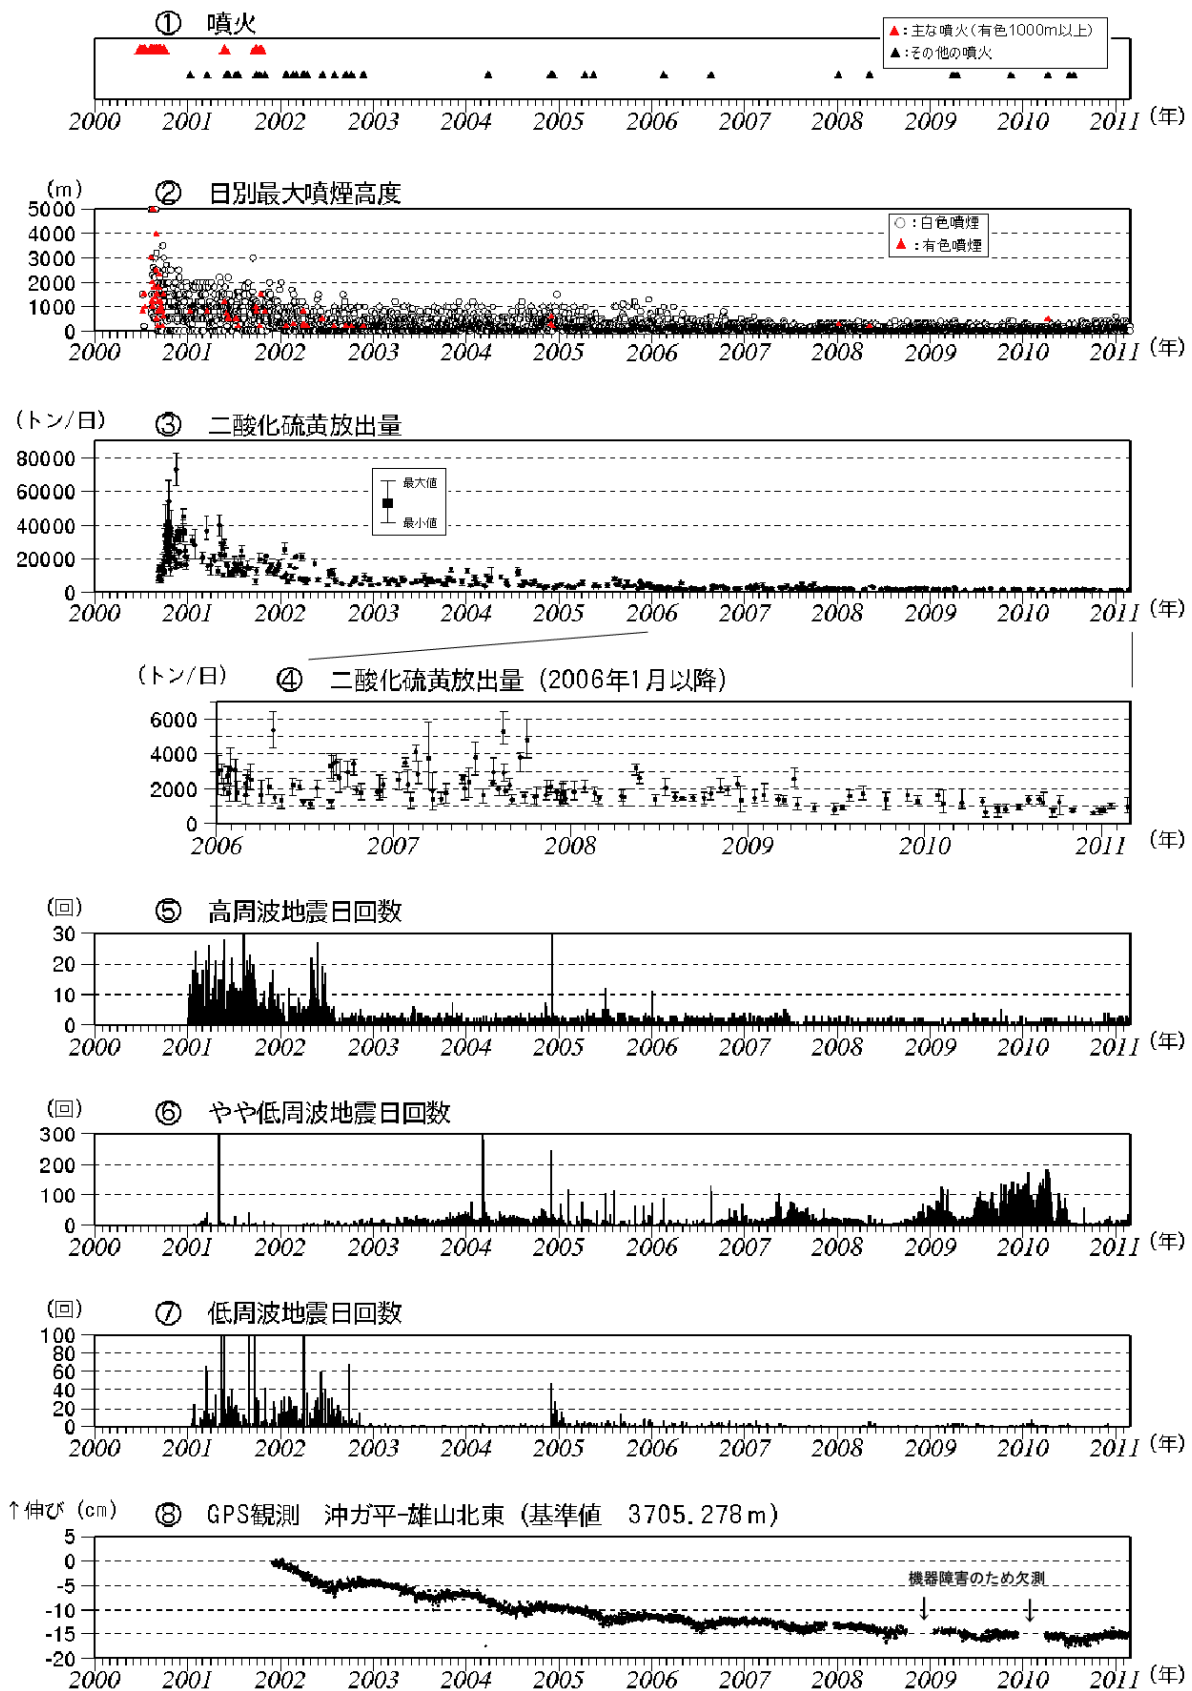 ① 噴火
▲:主な噴火(有色1000m以上)
▲:その他の噴火
2000 2001 2002 2003 2004 2005 2006 2007 2008 2009 2010 2011 (年)
(m) ② 日別最大噴煙高度
5000
4000
3000
2000
1000
0
○:白色噴煙
▲:有色噴煙
2000 2001 2002 2003 2004 2005 2006 2007 2008 2009 2010 2011 (年)
(トン/日) ③ 二酸化硫黄放出量
80000
60000
40000
20000
0
最大値
最小値
2000 2001 2002 2003 2004 2005 2006 2007 2008 2009 2010 2011 (年)
(トン/日) ④ 二酸化硫黄放出量 (2006年1月以降)
6000
4000
2000
0
2006 2007 2008 2009 2010 2011 (年)
(回) ⑤ 高周波地震日回数
30
20
10
0
2000 2001 2002 2003 2004 2005 2006 2007 2008 2009 2010 2011 (年)
(回) ⑥ やや低周波地震日回数
300
200
100
0
2000 2001 2002 2003 2004 2005 2006 2007 2008 2009 2010 2011 (年)
(回) ⑦ 低周波地震日回数
100
80
60
40
20
0
2000 2001 2002 2003 2004 2005 2006 2007 2008 2009 2010 2011 (年)
↑伸び (cm) ⑧ GPS観測 沖ガ平-雄山北東 (基準値 3705.278m)
5
0
-5
-10
-15
-20
機器障害のため欠測
2000 2001 2002 2003 2004 2005 2006 2007 2008 2009 2010 2011 (年)